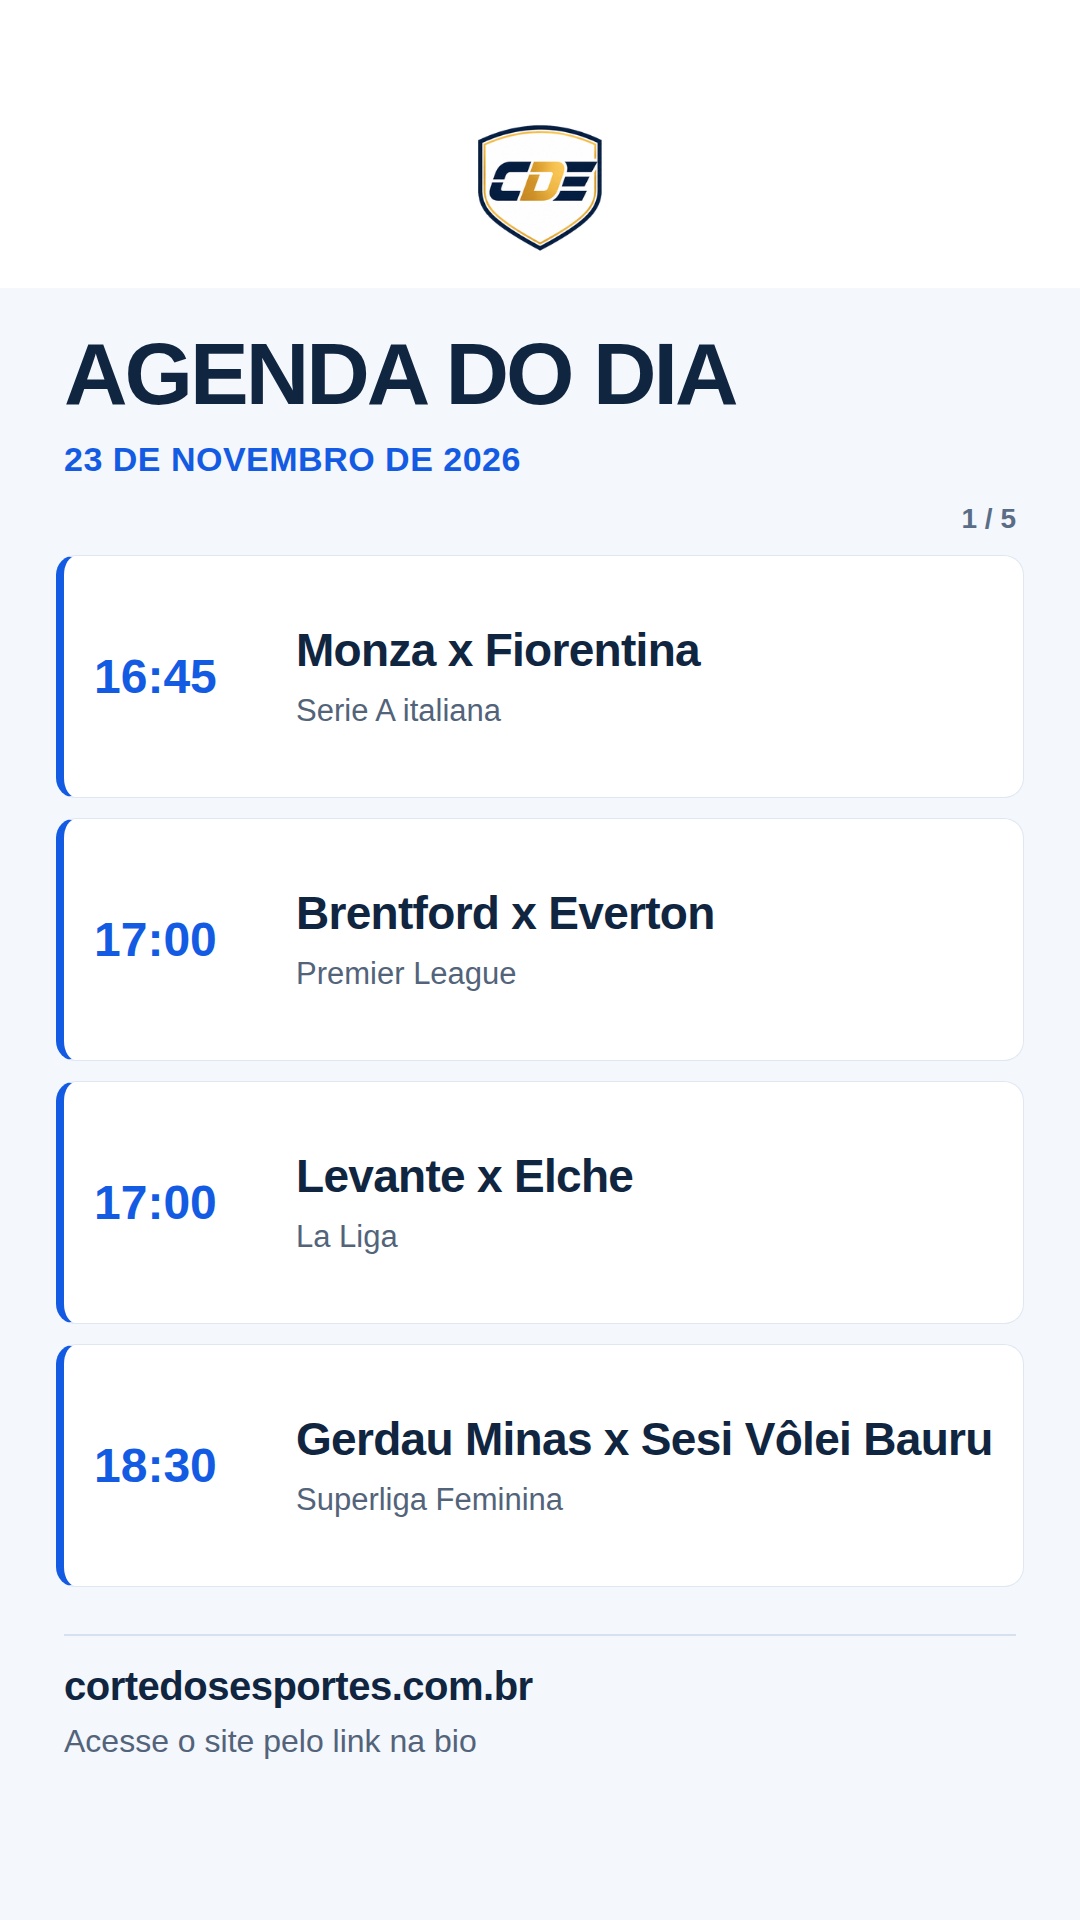 CDE
AGENDA DO DIA
23 DE NOVEMBRO DE 2026
1 / 5
16:45
Monza x Fiorentina
Serie A italiana
17:00
Brentford x Everton
Premier League
17:00
Levante x Elche
La Liga
18:30
Gerdau Minas x Sesi Vôlei Bauru
Superliga Feminina
cortedosesportes.com.br
Acesse o site pelo link na bio